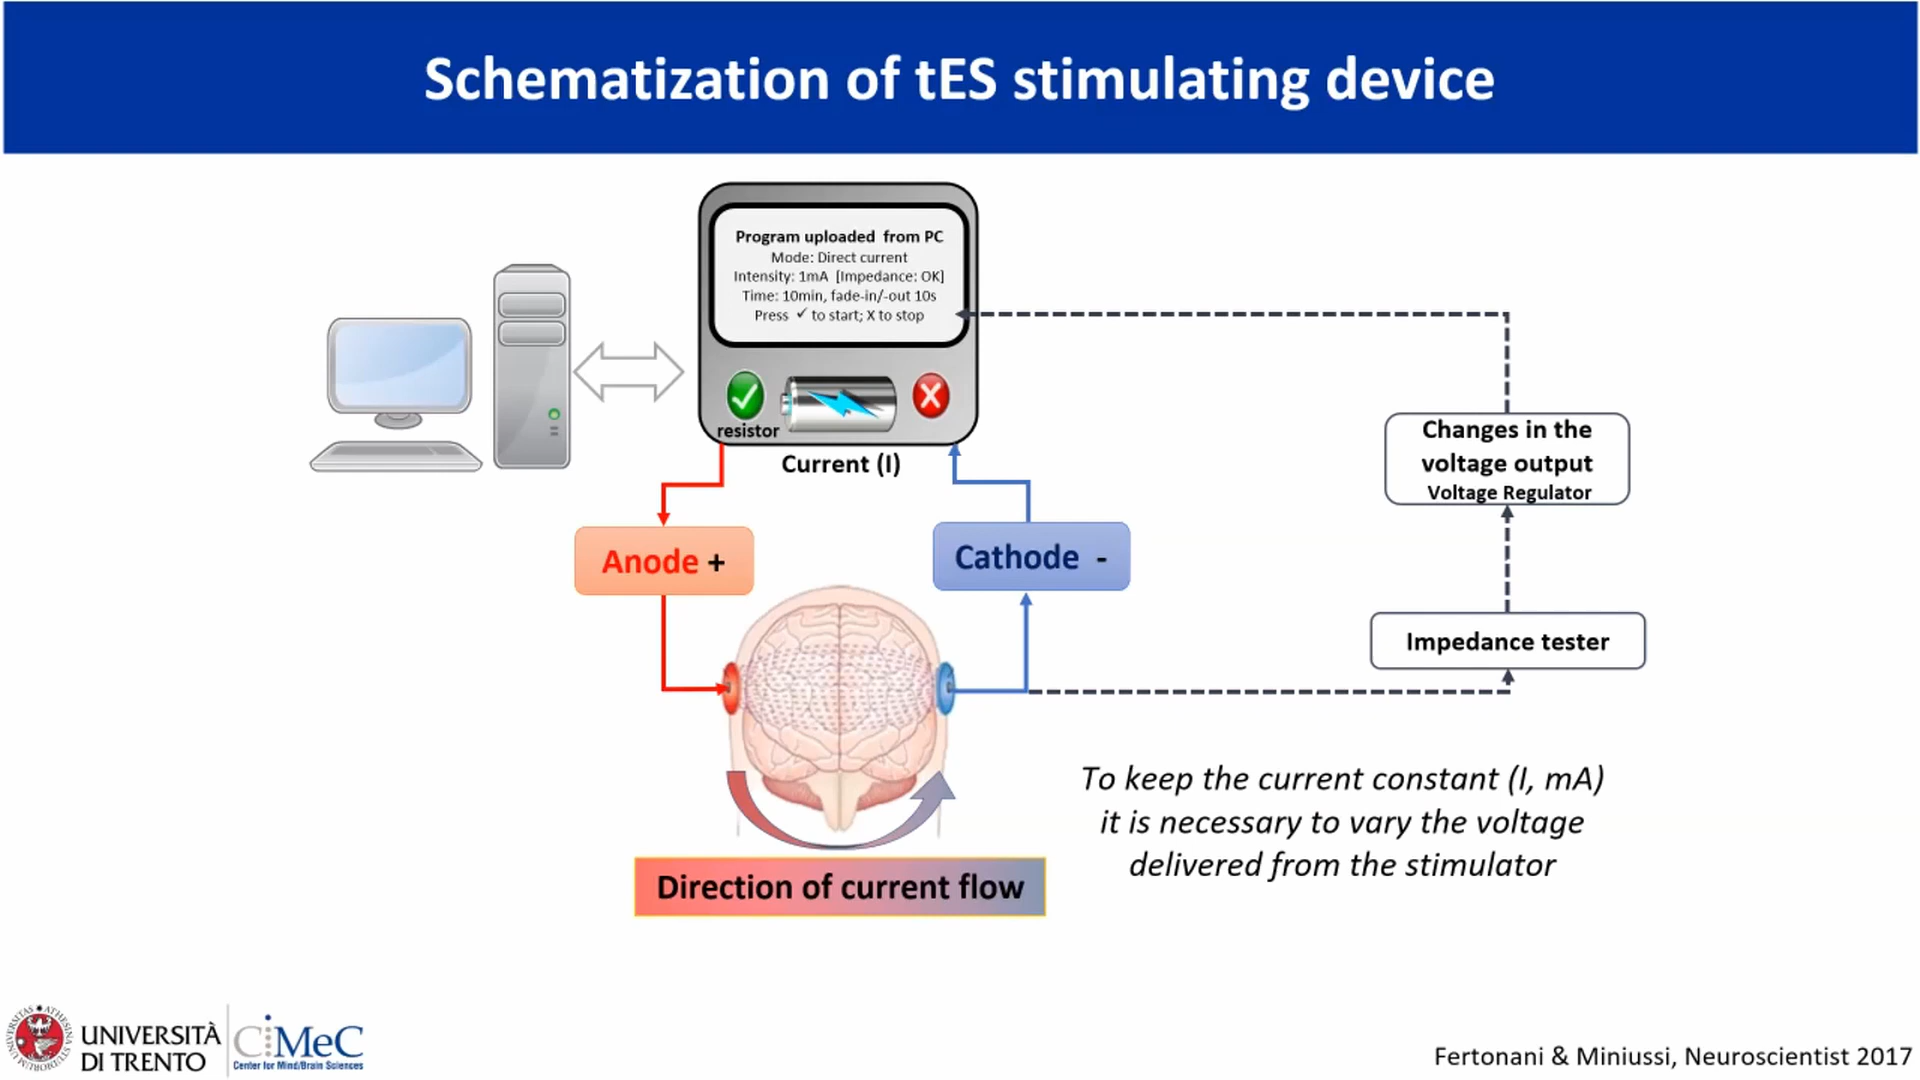 Schematization of tES stimulating device
Program uploaded from PC
Mode: Direct current
Intensity: 1mA [Impedance: OK]
Time: 10min, fade-in/-out 10s
Press ✓ to start; X to stop
X
resistor
Current (I)
Anode +
Cathode -
Changes in the
voltage output
Voltage Regulator
Impedance tester
To keep the current constant (I, mA)
it is necessary to vary the voltage
delivered from the stimulator
Direction of current flow
UNIVERSITÀ
DI TRENTO
CiMeC
Center for Mind/Brain Sciences
Fertonani & Miniussi, Neuroscientist 2017